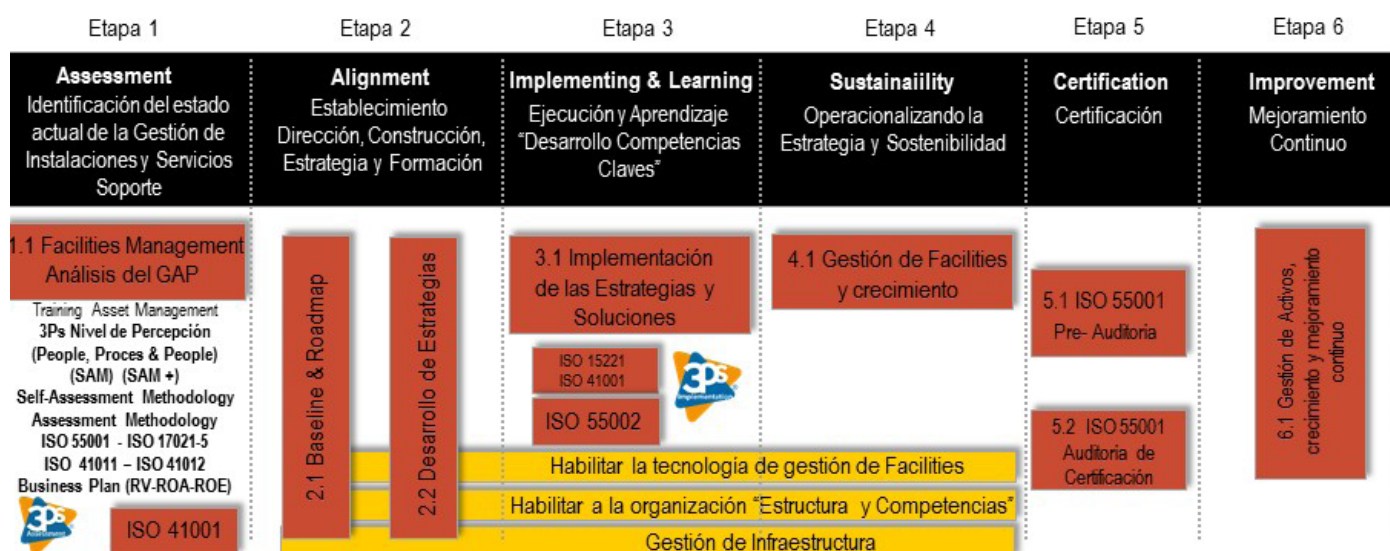 Etapa 1
Etapa 2
Etapa 3
Etapa 4
Etapa 5
Etapa 6
Assessment
Identificación del estado
actual de la Gestión de
Instalaciones y Servicios
Soporte
Alignment
Establecimiento
Dirección, Construcción,
Estrategia y Formación
Implementing & Learning
Ejecución y Aprendizaje
“Desarrollo Competencias
Claves”
Sustainaiility
Operacionalizando la
Estrategia y Sostenibilidad
Certification
Certificación
Improvement
Mejoramiento
Continuo
1.1 Facilities Management
Análisis del GAP
Training Asset Management
3Ps Nivel de Percepción
(People, Proces & People)
(SAM) (SAM +)
Self-Assessment Methodology
Assessment Methodology
ISO 55001 - ISO 17021-5
ISO 41011 – ISO 41012
Business Plan (RV-ROA-ROE)
3Ps
Assessment
ISO 41001
2.1 Baseline & Roadmap
2.2 Desarrollo de Estrategias
3.1 Implementación
de las Estrategias y
Soluciones
ISO 15221
ISO 41001
3Ps
Implementation
ISO 55002
4.1 Gestión de Facilities
y crecimiento
5.1 ISO 55001
Pre- Auditoria
5.2 ISO 55001
Auditoria de
Certificación
6.1 Gestión de Activos,
crecimiento y mejoramiento
continuo
Habilitar la tecnología de gestión de Facilities
Habilitar a la organización “Estructura y Competencias”
Gestión de Infraestructura